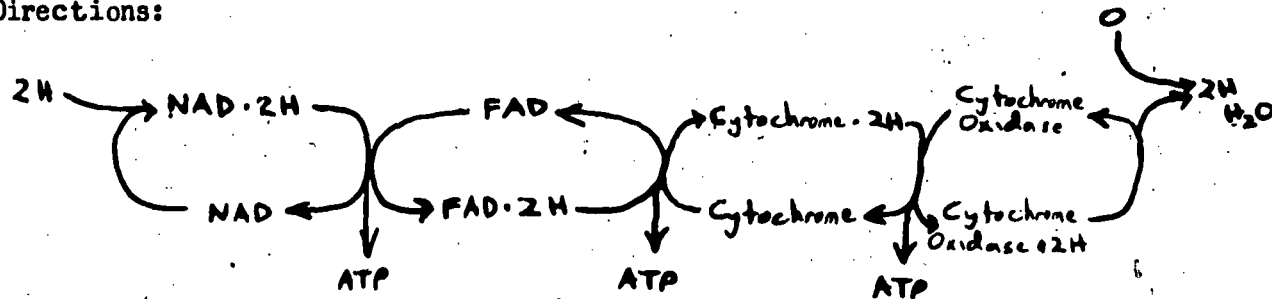 Directions:
O
2H NAD·2H FAD Cytochrome·2H Cytochrome Oxidase 2H
H₂O
NAD FAD·2H Cytochrome Cytochrome Oxidase·2H
ATP ATP ATP